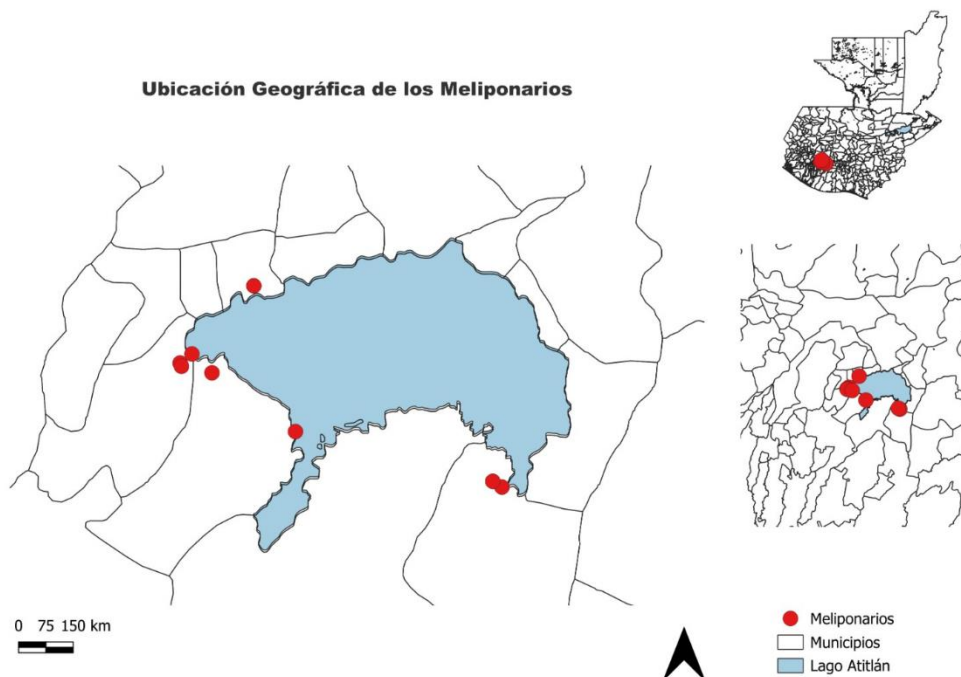 Ubicación Geográfica de los Meliponarios
0 75 150 km
Meliponarios
Municipios
Lago Atitlán